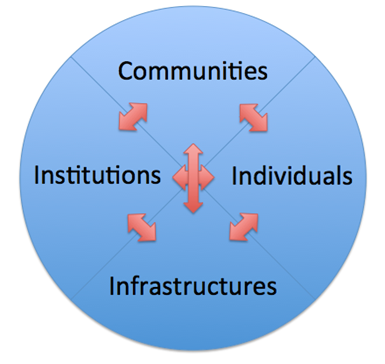 Communities
Institutions
Individuals
Infrastructures